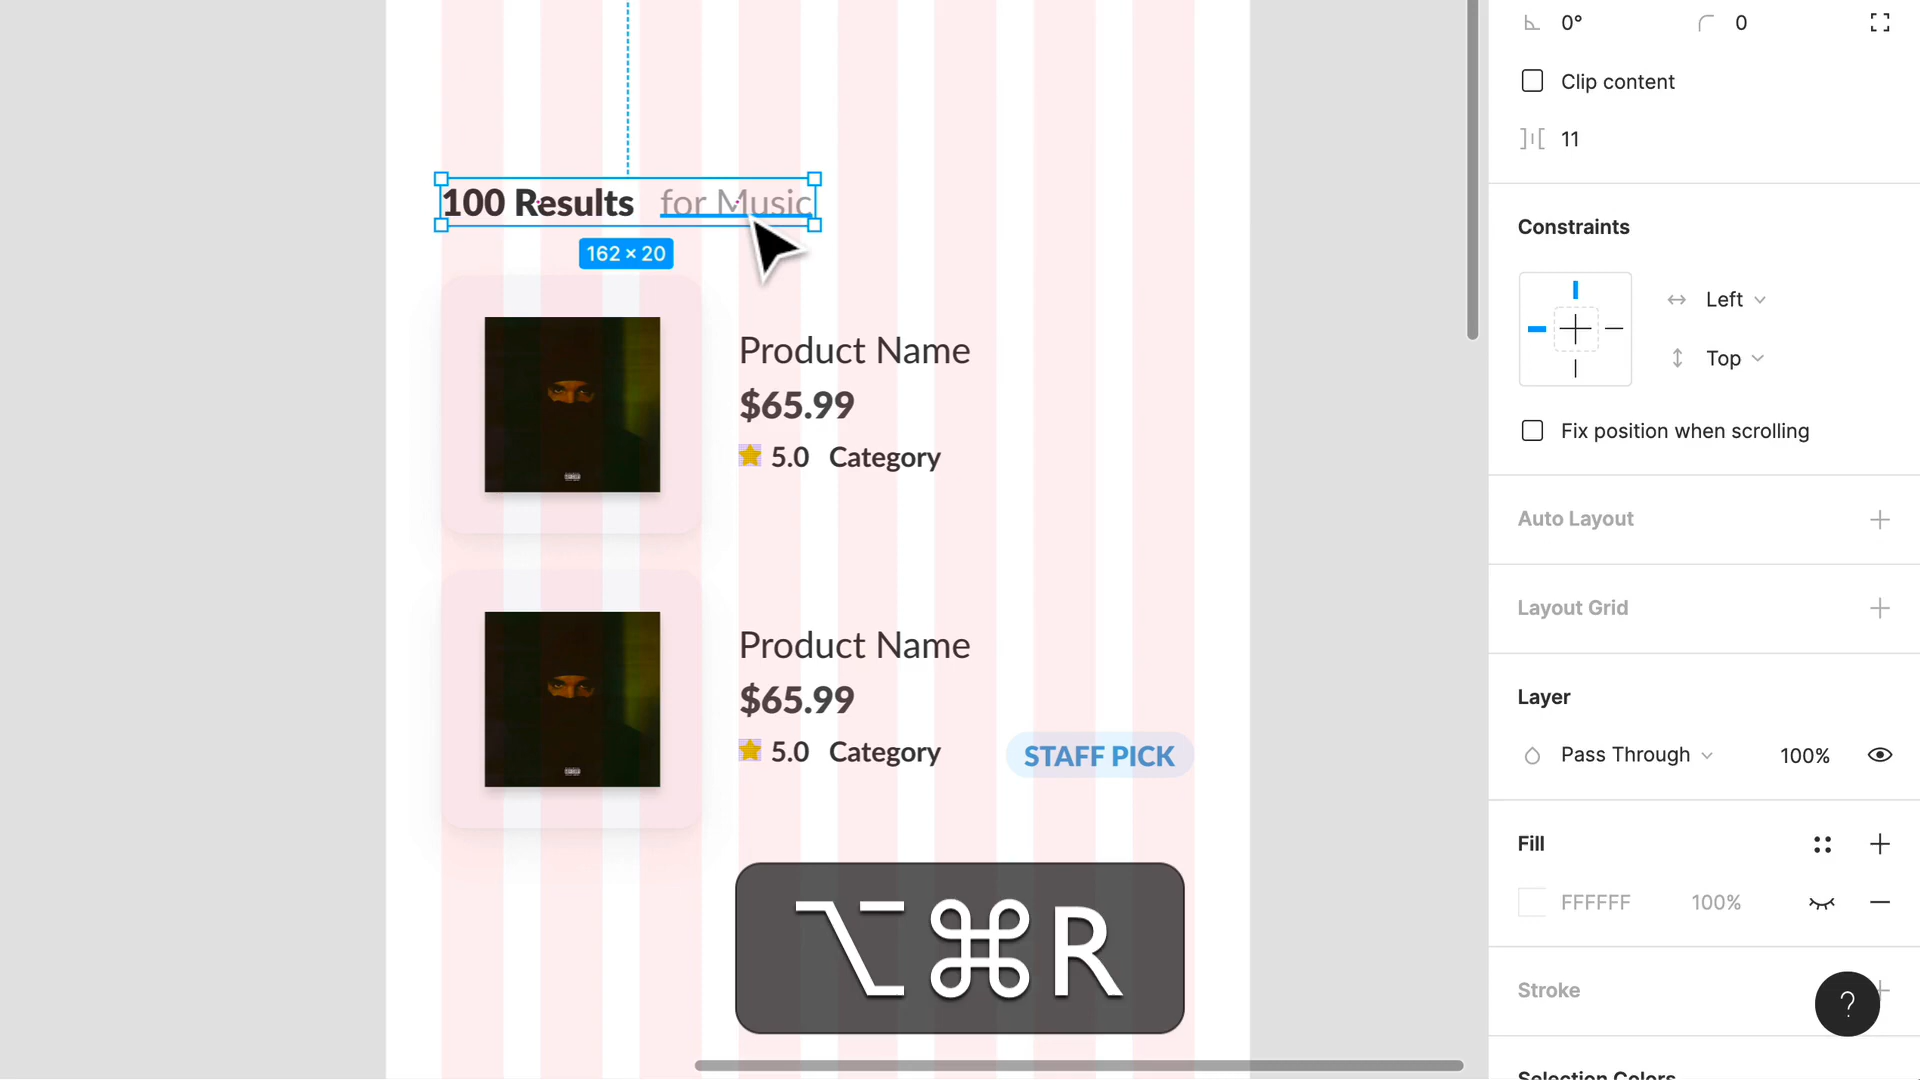 0°
0
Clip content
11
100 Results for Music
162 × 20
Product Name
$65.99
5.0 Category
Product Name
$65.99
5.0 Category
STAFF PICK
⌥⌘R
Constraints
Left
Top
Fix position when scrolling
Auto Layout
Layout Grid
Layer
Pass Through
100%
Fill
FFFFFF
100%
Stroke
?
Selection Colors